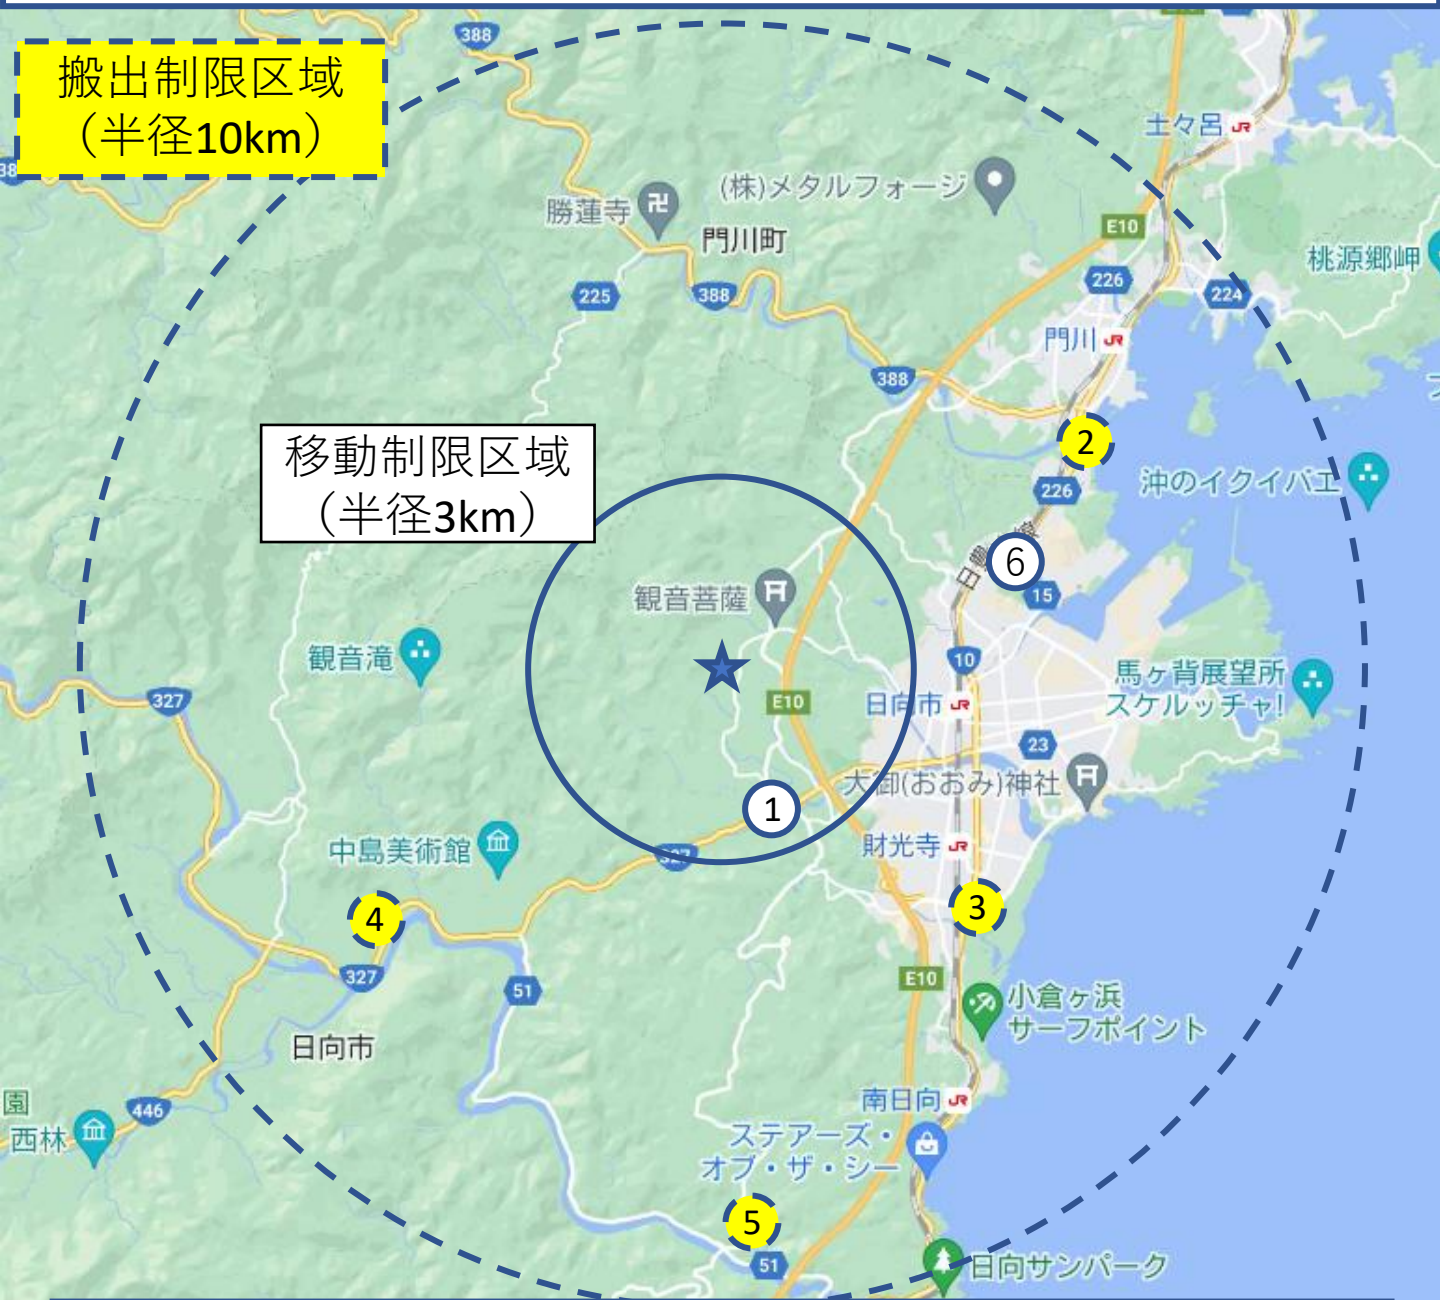 388
搬出制限区域
（半径10km）
38
土々呂
(株)メタルフォージ
勝蓮寺
門川町
E10
桃源郷岬
226
225
388
224
門川
388
移動制限区域
（半径3km）
2
沖のイクイバエ
226
6
15
観音菩薩
観音滝
10
馬ヶ背展望所
スケルッチャ!
327
E10
日向市
23
大御(おおみ)神社
1
中島美術館
327
財光寺
4
3
327
51
E10
小倉ヶ浜
サーフポイント
日向市
園
446
西林
南日向
ステアーズ・
オブ・ザ・シー
5
51
日向サンパーク